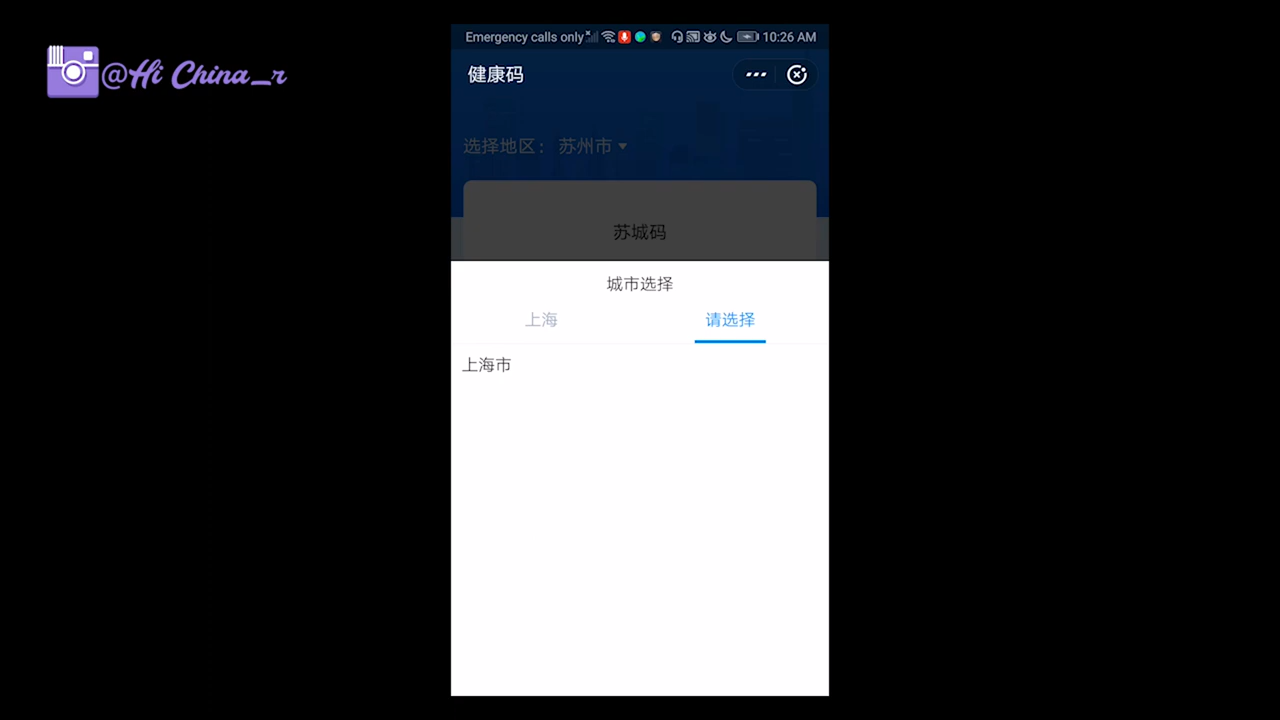 @Hi China_r
Emergency calls only
10:26 AM
健康码
选择地区： 苏州市
苏城码
城市选择
上海
请选择
上海市